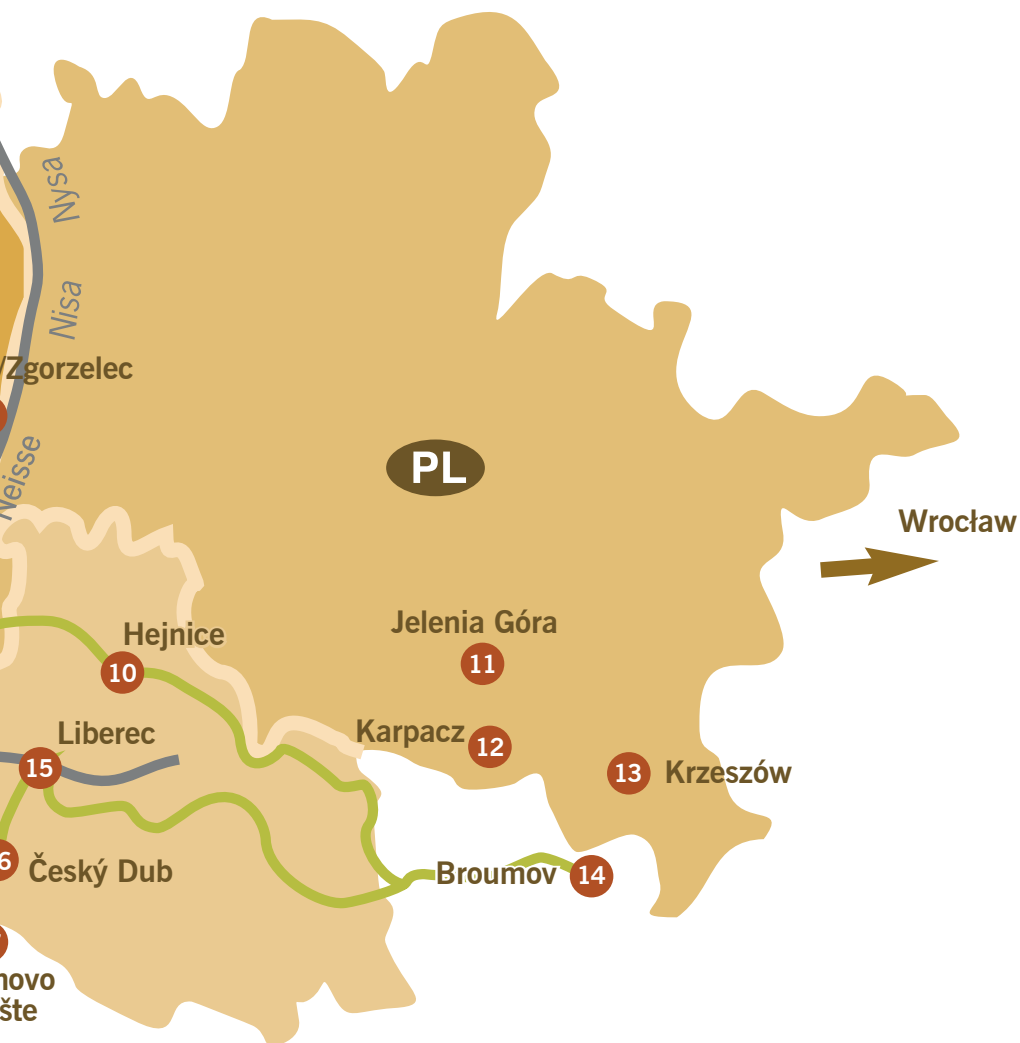 Nysa
Nisa
/Zgorzelec
Neisse
PL
Wrocław
Jelenia Góra
11
Hejnice
10
Karpacz
12
Liberec
15
13 Krzeszów
6 Český Dub
Broumov 14
novo
šte